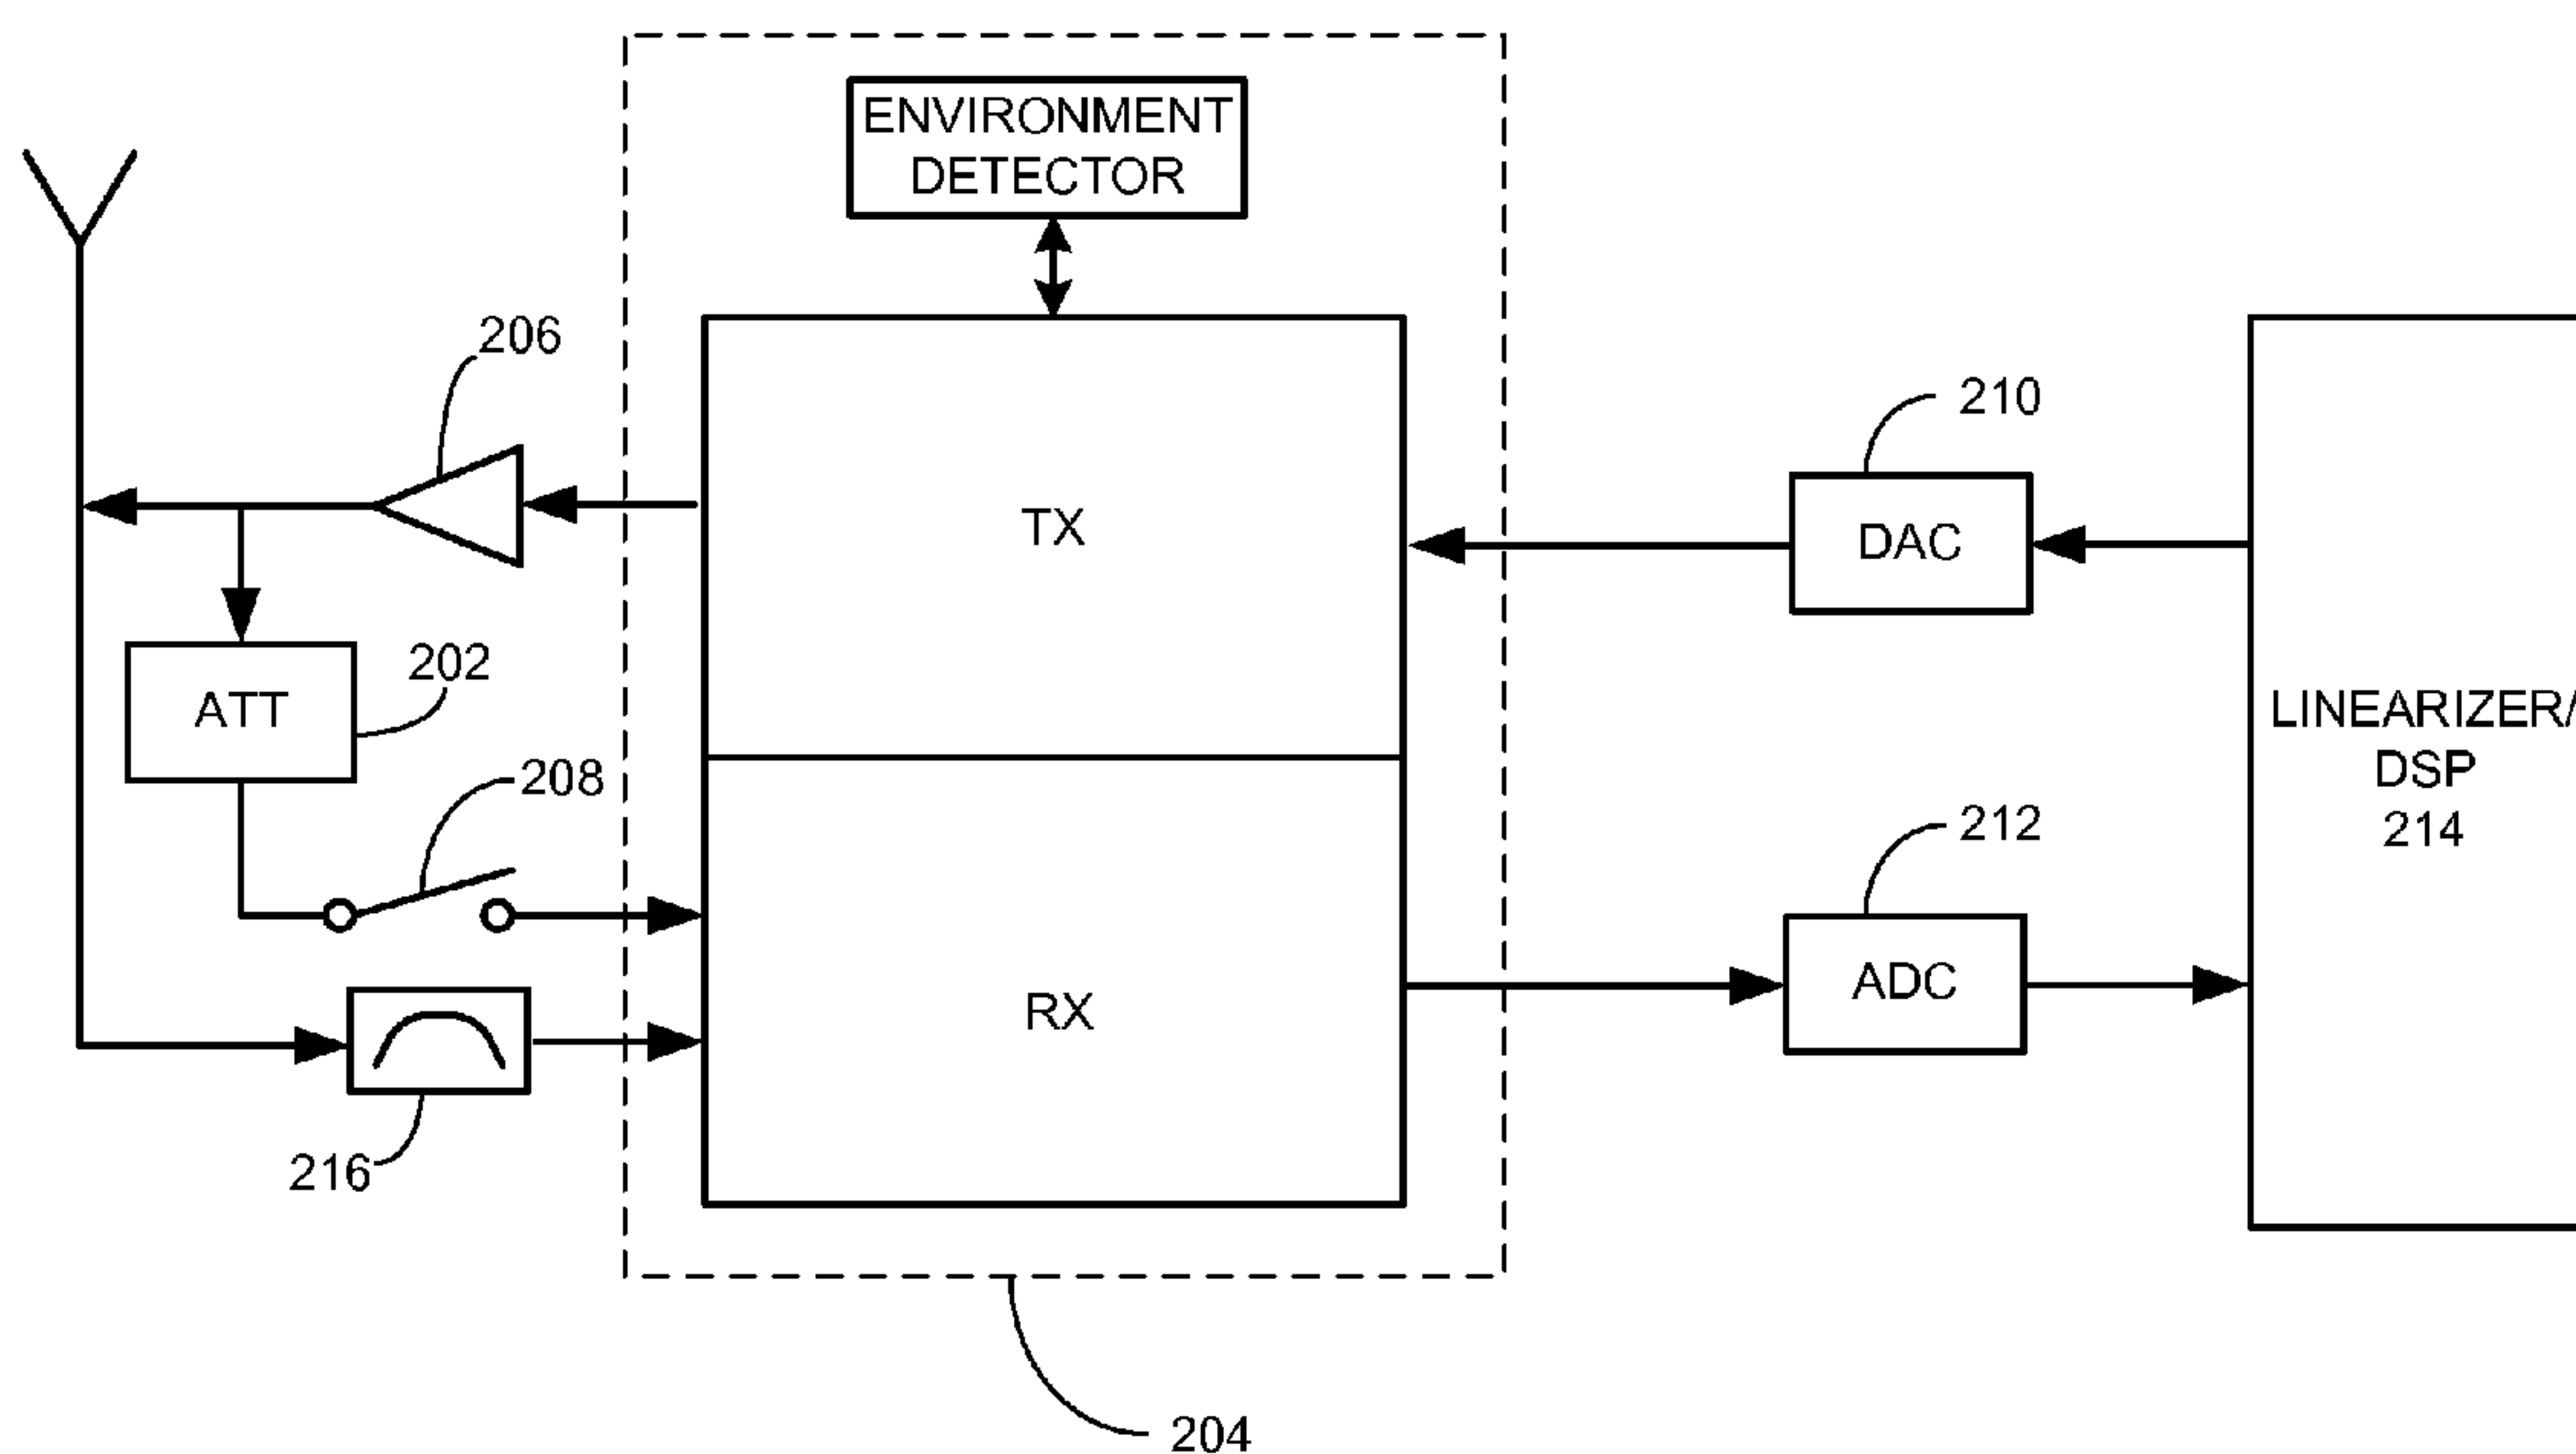 ENVIRONMENT
DETECTOR
206
210
TX
DAC
202
ATT
LINEARIZER/
DSP
214
208
212
ADC
RX
216
204